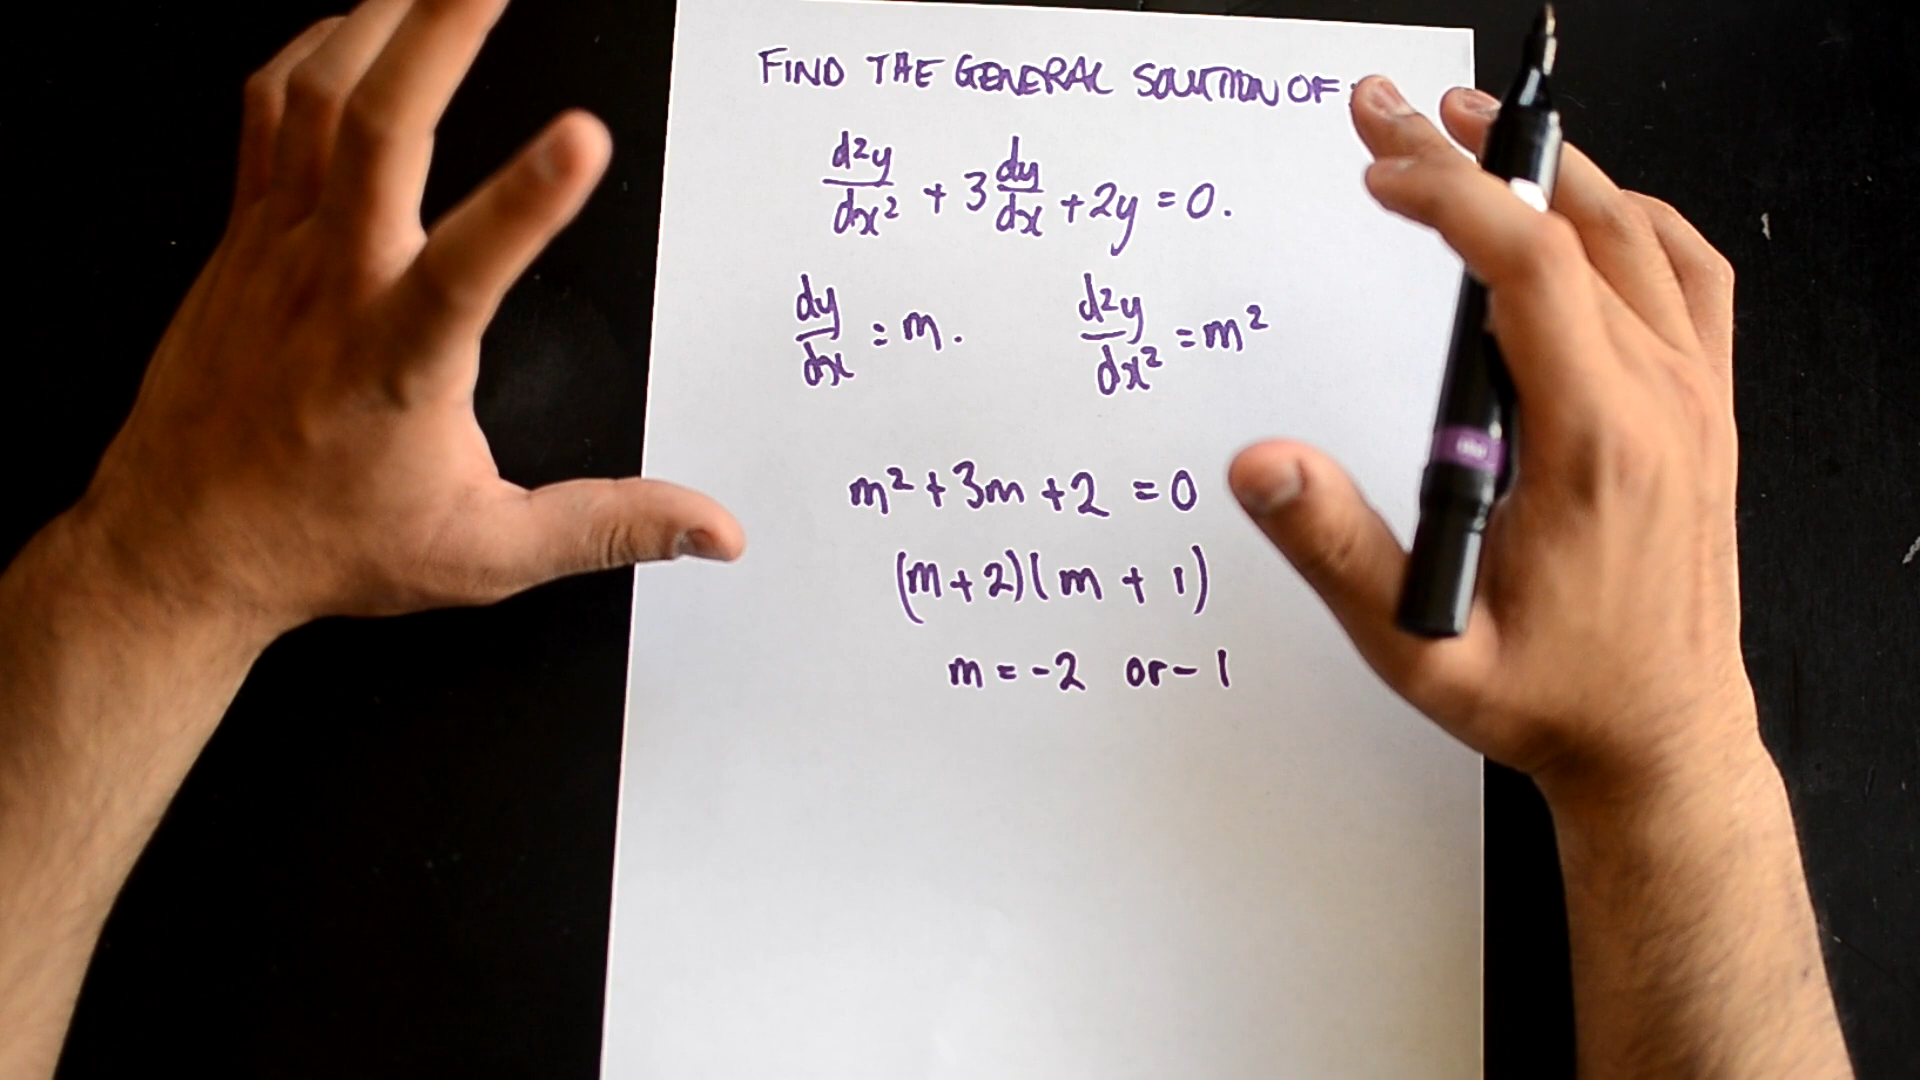 FIND THE GENERAL SOLUTION OF:
d²y/dx² + 3 dy/dx + 2y = 0.
dy/dx = m. d²y/dx² = m²
m² + 3m + 2 = 0
(m + 2)(m + 1)
m = -2 or - 1